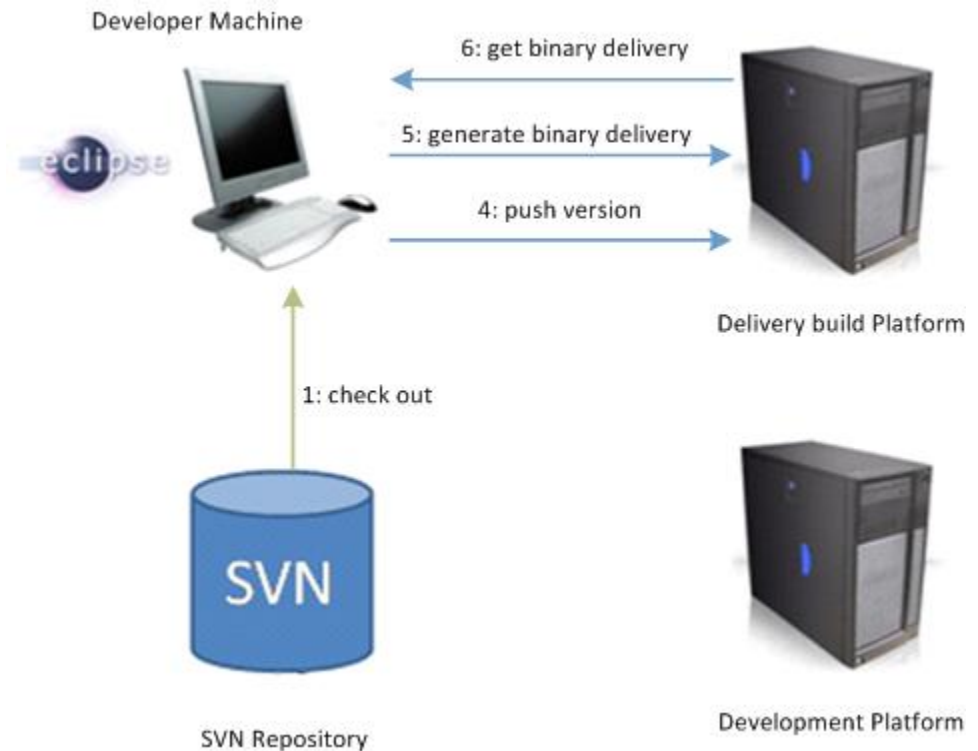 Developer Machine
6: get binary delivery
eclipse
5: generate binary delivery
4: push version
Delivery build Platform
1: check out
SVN
Development Platform
SVN Repository